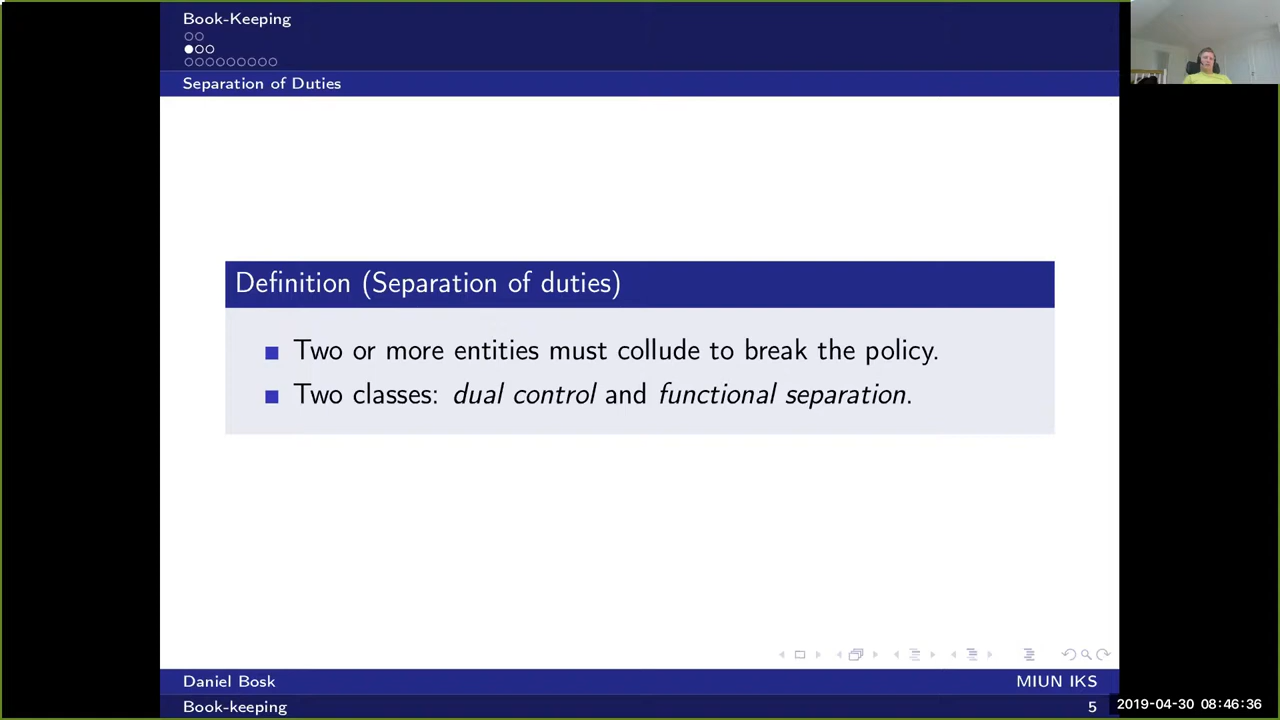 Book-Keeping
Separation of Duties
Definition (Separation of duties)
Two or more entities must collude to break the policy.
Two classes: dual control and functional separation.
Daniel Bosk
MIUN IKS
Book-keeping
5
2019-04-30 08:46:36